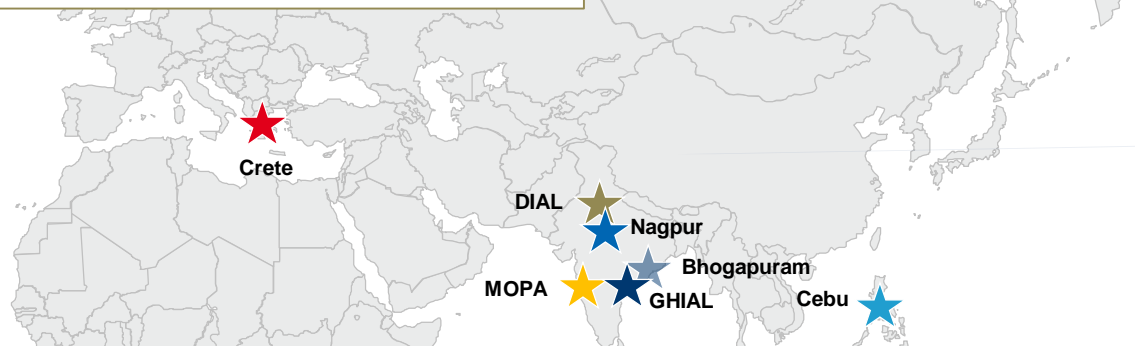 Crete
DIAL
Nagpur
Bhogapuram
MOPA
GHIAL
Cebu